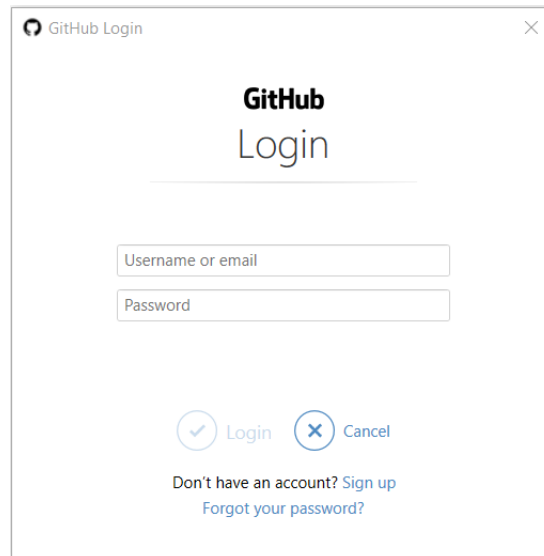 GitHub Login
GitHub
Login
Username or email
Password
Login Cancel
Don't have an account? Sign up
Forgot your password?